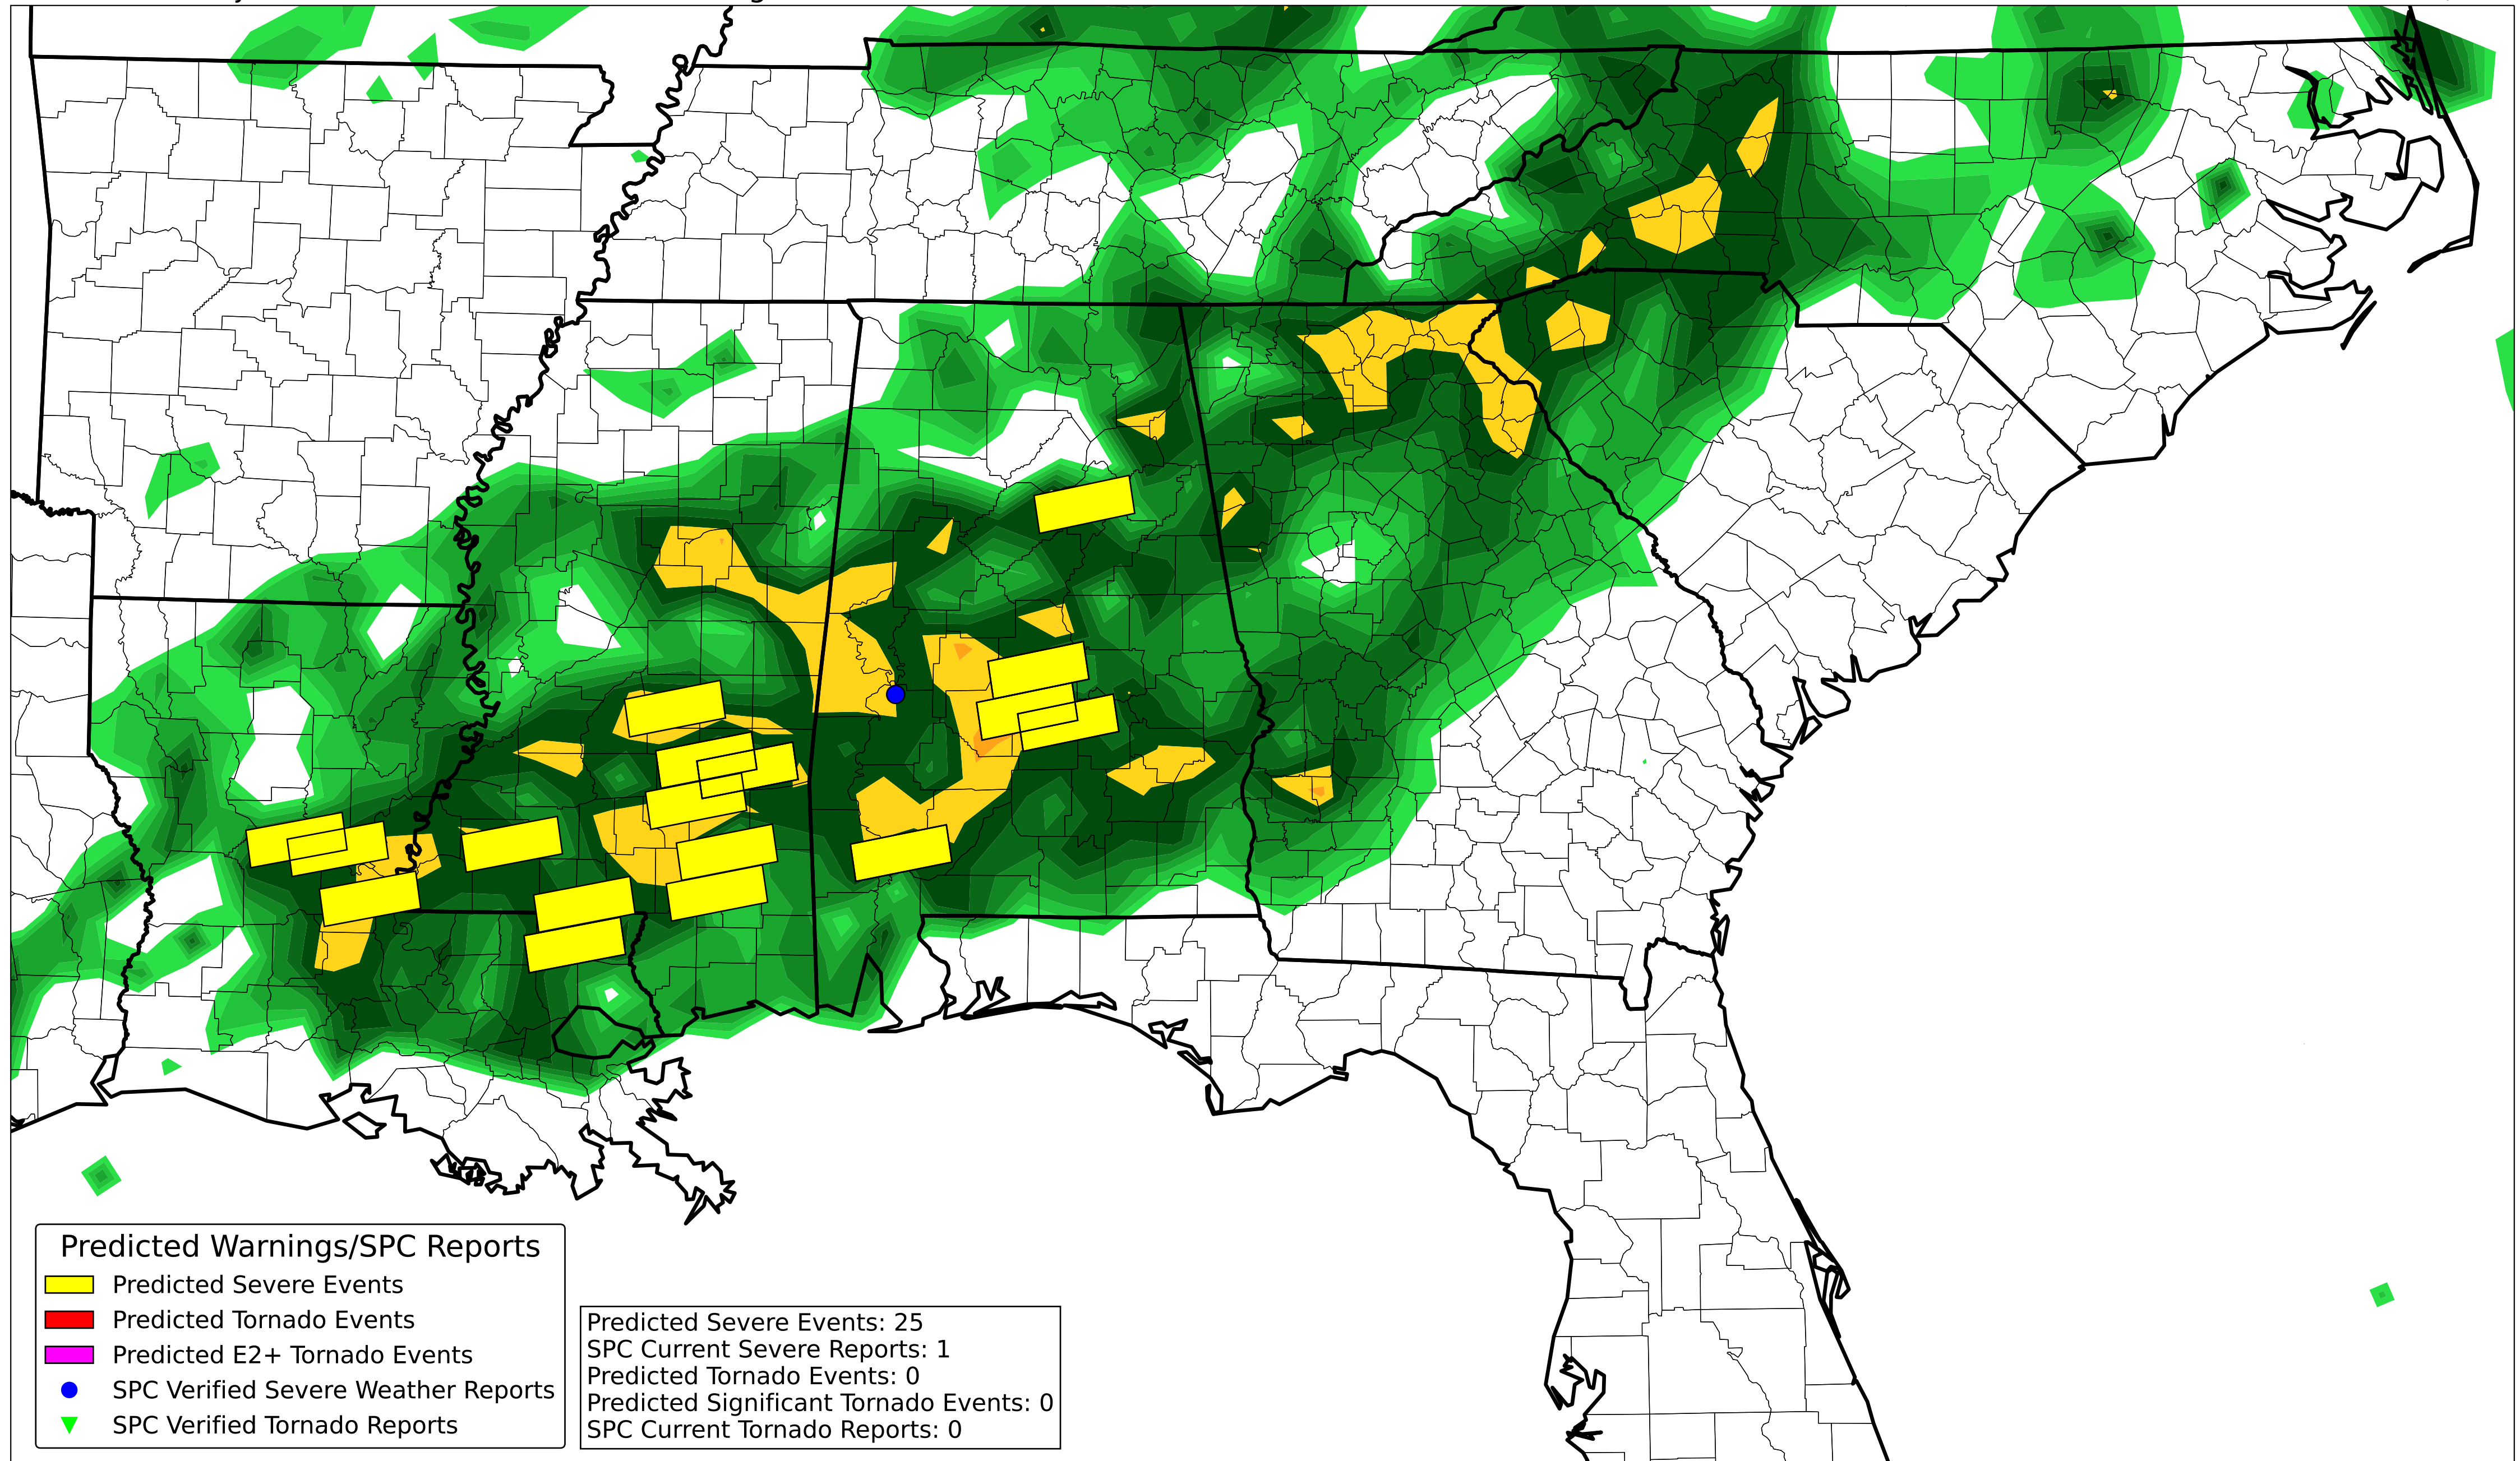 Predicted Warnings/SPC Reports
Predicted Severe Events
Predicted Tornado Events
Predicted E2+ Tornado Events
SPC Verified Severe Weather Reports
SPC Verified Tornado Reports
Predicted Severe Events: 25
SPC Current Severe Reports: 1
Predicted Tornado Events: 0
Predicted Significant Tornado Events: 0
SPC Current Tornado Reports: 0